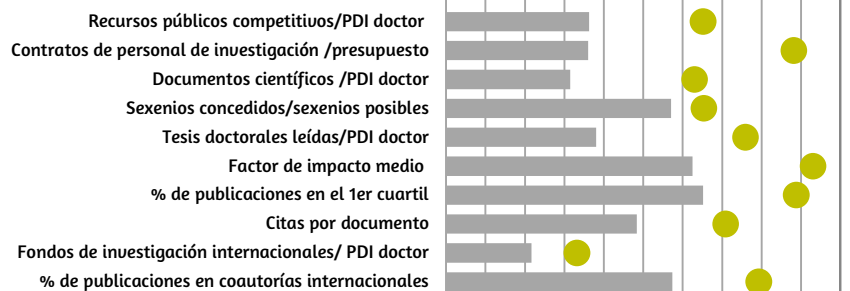 Recursos públicos competitivos/PDI doctor
Contratos de personal de investigación /presupuesto
Documentos científicos /PDI doctor
Sexenios concedidos/sexenios posibles
Tesis doctorales leídas/PDI doctor
Factor de impacto medio
% de publicaciones en el 1er cuartil
Citas por documento
Fondos de investigación internacionales/ PDI doctor
% de publicaciones en coautorías internacionales